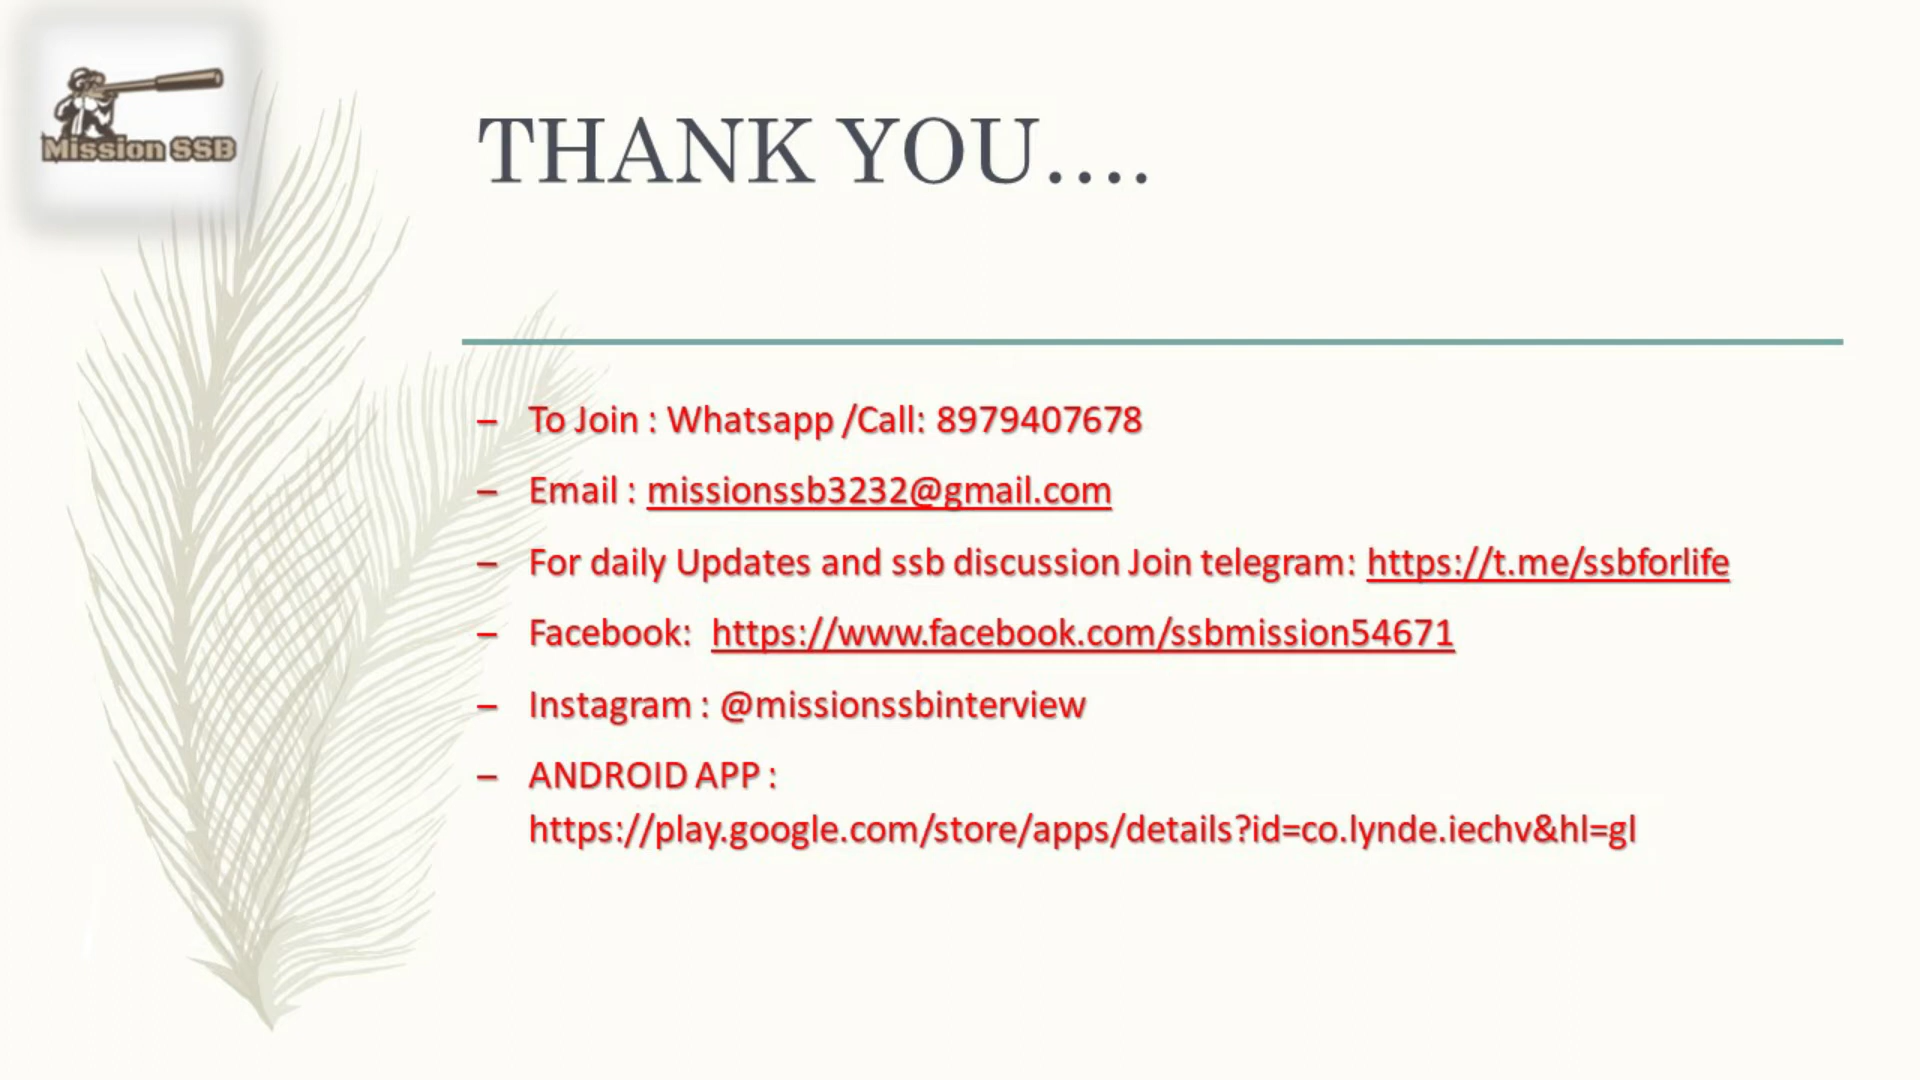 Mission SSB
THANK YOU....
– To Join : Whatsapp /Call: 8979407678
– Email : missionssb3232@gmail.com
– For daily Updates and ssb discussion Join telegram: https://t.me/ssbforlife
– Facebook:  https://www.facebook.com/ssbmission54671
– Instagram : @missionssbinterview
– ANDROID APP :
https://play.google.com/store/apps/details?id=co.lynde.iechv&hl=gl